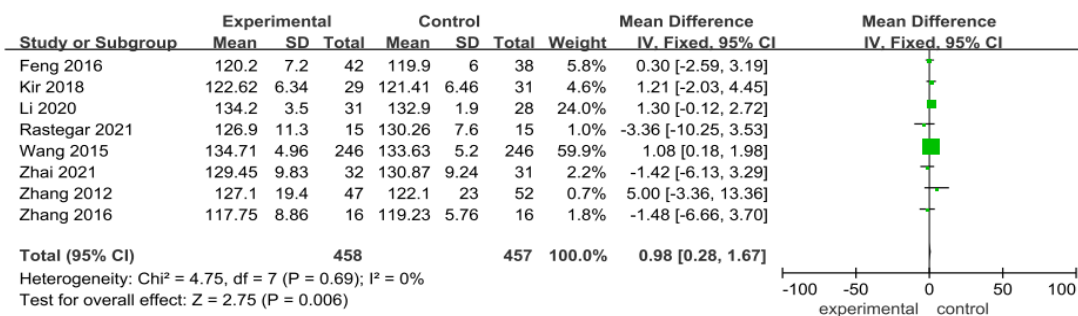 Experimental Control Mean Difference Mean Difference
Study or Subgroup Mean SD Total Mean SD Total Weight IV, Fixed, 95% CI IV, Fixed, 95% CI
Feng 2016 120.2 7.2 42 119.9 6 38 5.8% 0.30 [-2.59, 3.19]
Kir 2018 122.62 6.34 29 121.41 6.46 31 4.6% 1.21 [-2.03, 4.45]
Li 2020 134.2 3.5 31 132.9 1.9 28 24.0% 1.30 [-0.12, 2.72]
Rastegar 2021 126.9 11.3 15 130.26 7.6 15 1.0% -3.36 [-10.25, 3.53]
Wang 2015 134.71 4.96 246 133.63 5.2 246 59.9% 1.08 [0.18, 1.98]
Zhai 2021 129.45 9.83 32 130.87 9.24 31 2.2% -1.42 [-6.13, 3.29]
Zhang 2012 127.1 19.4 47 122.1 23 52 0.7% 5.00 [-3.36, 13.36]
Zhang 2016 117.75 8.86 16 119.23 5.76 16 1.8% -1.48 [-6.66, 3.70]
Total (95% CI) 458 457 100.0% 0.98 [0.28, 1.67]
Heterogeneity: Chi² = 4.75, df = 7 (P = 0.69); I² = 0%
Test for overall effect: Z = 2.75 (P = 0.006)
-100 -50 0 50 100
experimental control